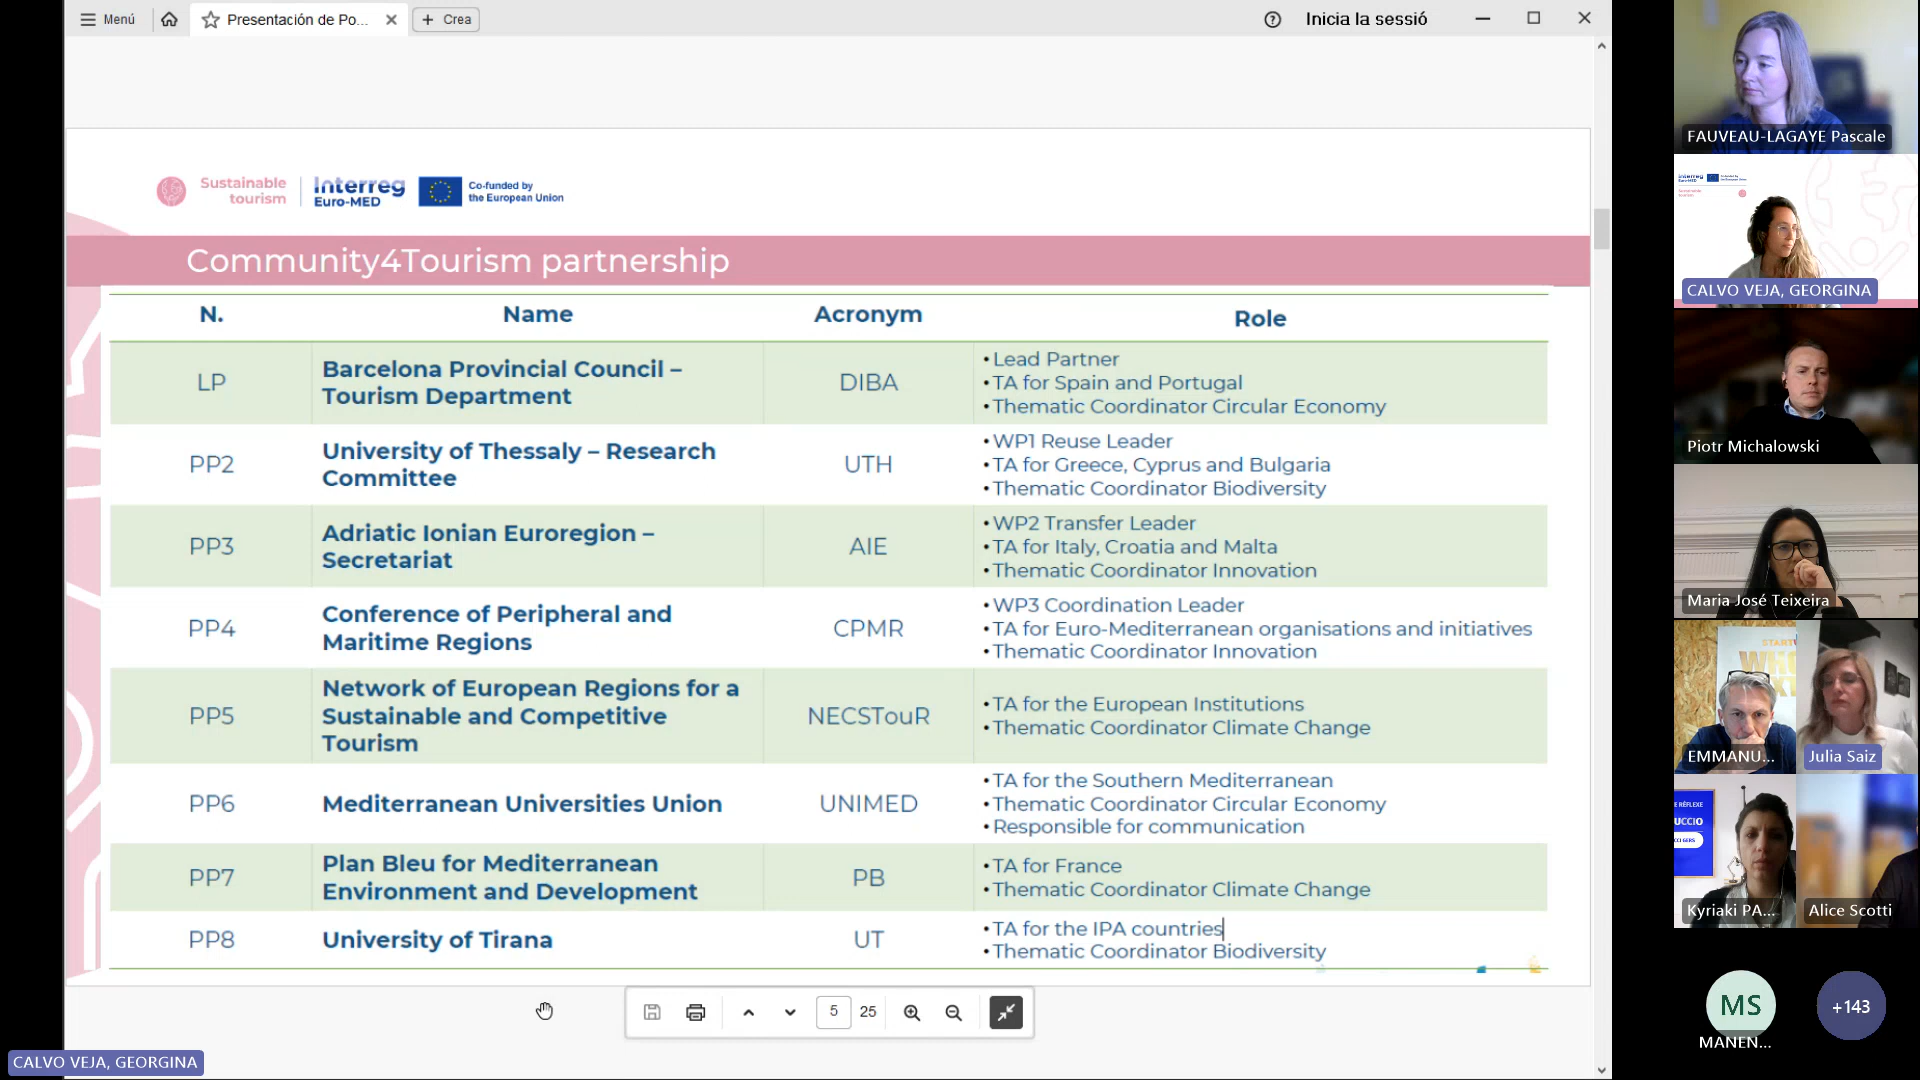 Menú
Presentación de Po...
Crea
Inicia la sessió
Sustainable
tourism
Interreg
Euro-MED
Co-funded by
the European Union
Community4Tourism partnership
N. Name Acronym Role
LP
Barcelona Provincial Council –
Tourism Department
DIBA
•Lead Partner
•TA for Spain and Portugal
•Thematic Coordinator Circular Economy
PP2
University of Thessaly – Research
Committee
UTH
•WP1 Reuse Leader
•TA for Greece, Cyprus and Bulgaria
•Thematic Coordinator Biodiversity
PP3
Adriatic Ionian Euroregion –
Secretariat
AIE
•WP2 Transfer Leader
•TA for Italy, Croatia and Malta
•Thematic Coordinator Innovation
PP4
Conference of Peripheral and
Maritime Regions
CPMR
•WP3 Coordination Leader
•TA for Euro-Mediterranean organisations and initiatives
•Thematic Coordinator Innovation
PP5
Network of European Regions for a
Sustainable and Competitive
Tourism
NECSTouR
•TA for the European Institutions
•Thematic Coordinator Climate Change
PP6
Mediterranean Universities Union
UNIMED
•TA for the Southern Mediterranean
•Thematic Coordinator Circular Economy
•Responsible for communication
PP7
Plan Bleu for Mediterranean
Environment and Development
PB
•TA for France
•Thematic Coordinator Climate Change
PP8
University of Tirana
UT
•TA for the IPA countries
•Thematic Coordinator Biodiversity
5 25
CALVO VEJA, GEORGINA
FAUVEAU-LAGAYE Pascale
CALVO VEJA, GEORGINA
Piotr Michalowski
Maria José Teixeira
EMMANU...
Julia Saiz
Kyriaki PA...
Alice Scotti
MS
MANEN...
+143